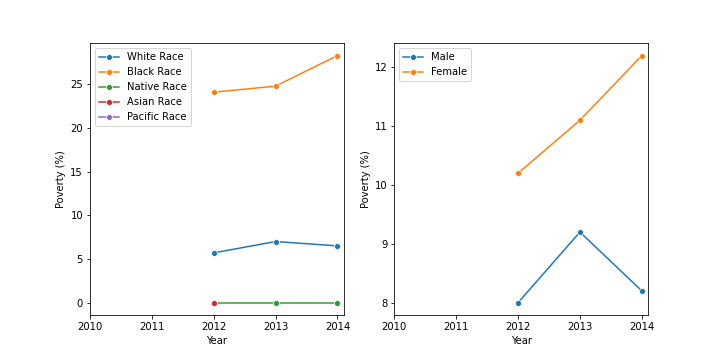 White Race
Black Race
Native Race
Asian Race
Pacific Race
25
20
15
10
5
0
2010 2011 2012 2013 2014
Year
Poverty (%)
Male
Female
12
11
10
9
8
2010 2011 2012 2013 2014
Year
Poverty (%)